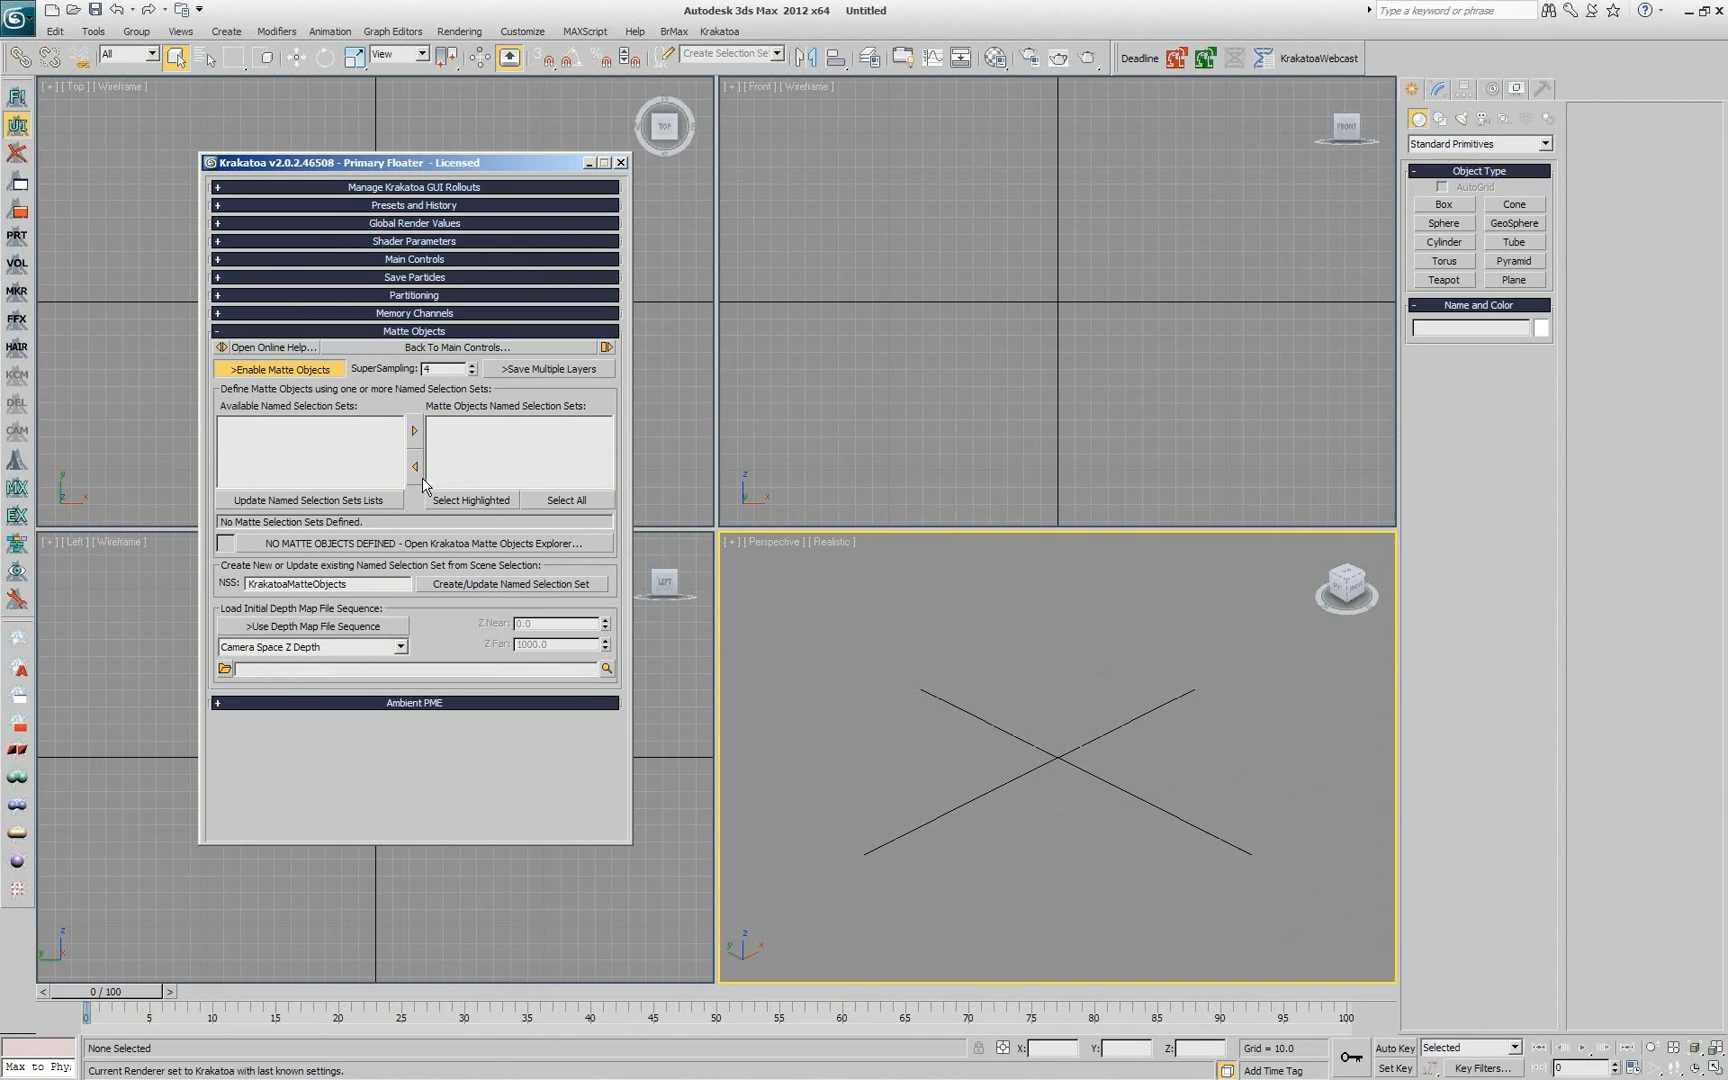 Autodesk 3ds Max 2012 x64 Untitled
Type a keyword or phrase
Edit Tools Group Views Create Modifiers Animation Graph Editors Rendering Customize MAXScript Help BrMax Krakatoa
All View Create Selection Se Deadline KrakatoaWebcast
[ + ] [ Top ] [ Wireframe ]
TOP
[ + ] [ Front ] [ Wireframe ]
FRONT
PRT
VOL
MKR
FFX
HAIR
KCM
DEL
CAM
MX
EX
Krakatoa v2.0.2.46508 - Primary Floater - Licensed
+ Manage Krakatoa GUI Rollouts
+ Presets and History
+ Global Render Values
+ Shader Parameters
+ Main Controls
+ Save Particles
+ Partitioning
+ Memory Channels
- Matte Objects
Open Online Help... Back To Main Controls...
>Enable Matte Objects SuperSampling: 4 >Save Multiple Layers
Define Matte Objects using one or more Named Selection Sets:
Available Named Selection Sets: Matte Objects Named Selection Sets:
Update Named Selection Sets Lists Select Highlighted Select All
No Matte Selection Sets Defined.
NO MATTE OBJECTS DEFINED - Open Krakatoa Matte Objects Explorer...
Create New or Update existing Named Selection Set from Scene Selection:
NSS: KrakatoaMatteObjects Create/Update Named Selection Set
Load Initial Depth Map File Sequence:
>Use Depth Map File Sequence Z Near: 0.0
Camera Space Z Depth Z Far: 1000.0
+ Ambient PME
[ + ] [ Left ] [ Wireframe ]
LEFT
[ + ] [ Perspective ] [ Realistic ]
Standard Primitives
- Object Type
AutoGrid
Box Cone
Sphere GeoSphere
Cylinder Tube
Torus Pyramid
Teapot Plane
- Name and Color
z
y x
z
x
z
y
z
y x
< 0 / 100 >
0 5 10 15 20 25 30 35 40 45 50 55 60 65 70 75 80 85 90 95 100
None Selected X: Y: Z: Grid = 10.0 Auto Key Selected
Max to Phy. Current Renderer set to Krakatoa with last known settings. Add Time Tag Set Key Key Filters... 0